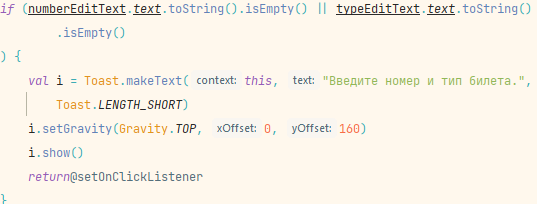 if (numberEditText.text.toString().isEmpty() || typeEditText.text.toString()
.isEmpty()
) {
val i = Toast.makeText( context: this, text: "Введите номер и тип билета.",
Toast.LENGTH_SHORT)
i.setGravity(Gravity.TOP, xOffset: 0, yOffset: 160)
i.show()
return@setOnClickListener
}